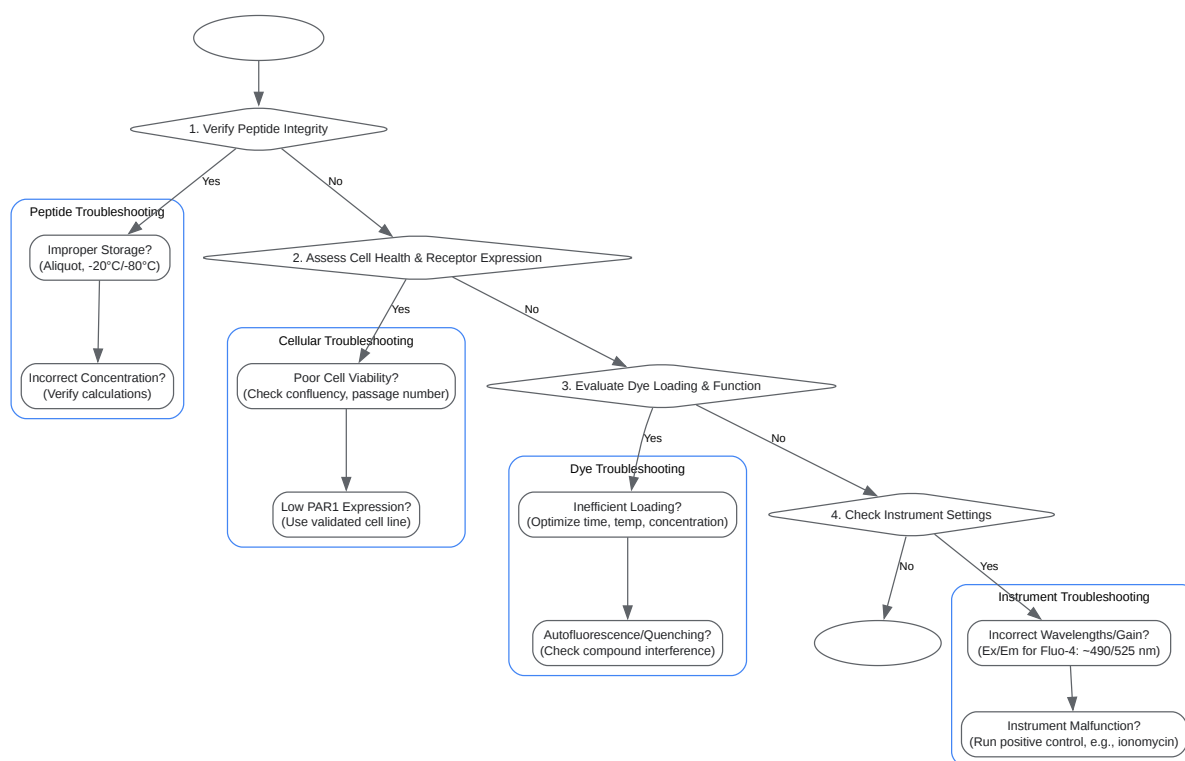 1. Verify Peptide Integrity
Yes
No
Peptide Troubleshooting
Improper Storage?
(Aliquot, -20°C/-80°C)
Incorrect Concentration?
(Verify calculations)
2. Assess Cell Health & Receptor Expression
Yes
No
Cellular Troubleshooting
Poor Cell Viability?
(Check confluency, passage number)
Low PAR1 Expression?
(Use validated cell line)
3. Evaluate Dye Loading & Function
Yes
No
Dye Troubleshooting
Inefficient Loading?
(Optimize time, temp, concentration)
Autofluorescence/Quenching?
(Check compound interference)
4. Check Instrument Settings
No
Yes
Instrument Troubleshooting
Incorrect Wavelengths/Gain?
(Ex/Em for Fluo-4: ~490/525 nm)
Instrument Malfunction?
(Run positive control, e.g., ionomycin)